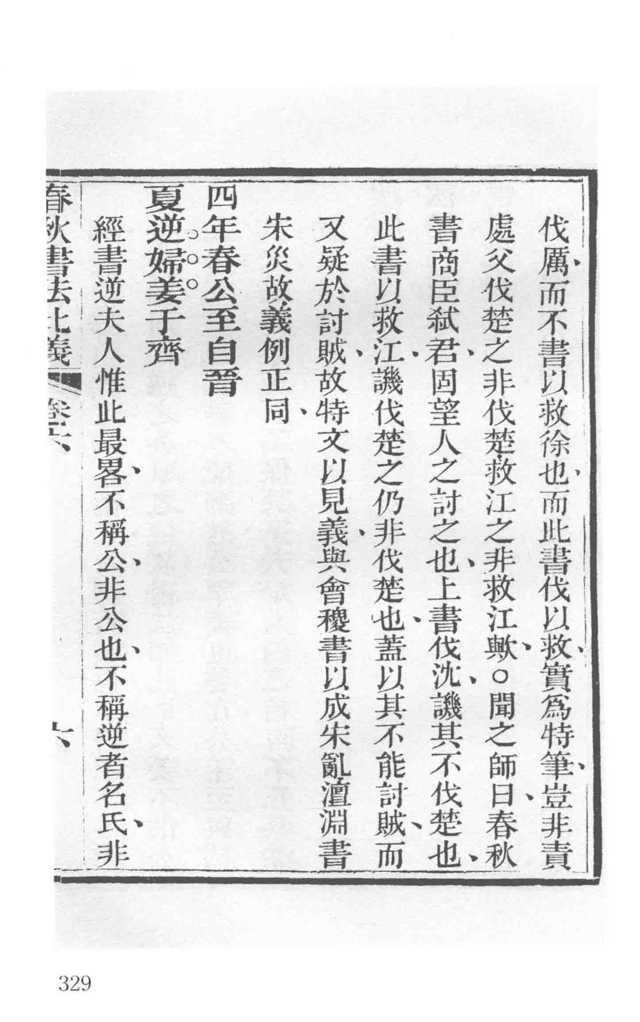 伐厲而不書以救徐也而此書伐以救實爲特筆豈非責
處父伐楚之非伐楚救江之非救江歟○聞之師曰春秋
書商臣弒君固望人之討之也上書伐沈譏其不伐楚也
此書以救江譏伐楚之仍非伐楚也蓋以其不能討賊而
又疑於討賊故特文以見義與會稷書以成宋亂澶淵書
宋災故義例正同
四年春公至自晉
夏逆婦姜于齊
經書逆夫人惟此最畧不稱公非公也不稱逆者名氏非
春秋書法比義 卷六 六
329